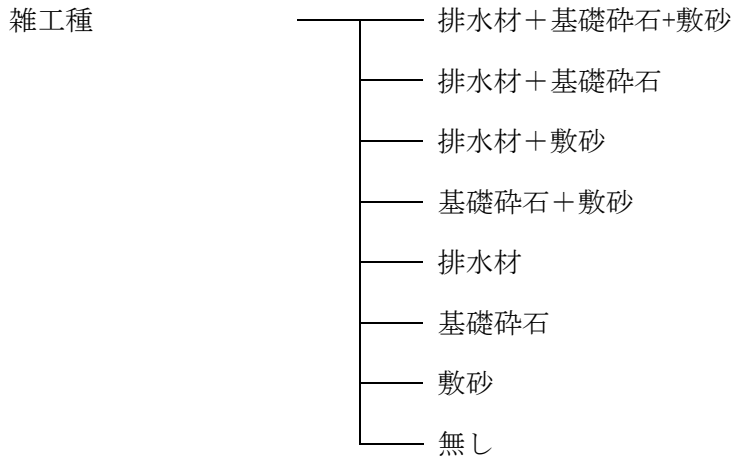 雑工種
排水材＋基礎砕石+敷砂
排水材＋基礎砕石
排水材＋敷砂
基礎砕石＋敷砂
排水材
基礎砕石
敷砂
無し